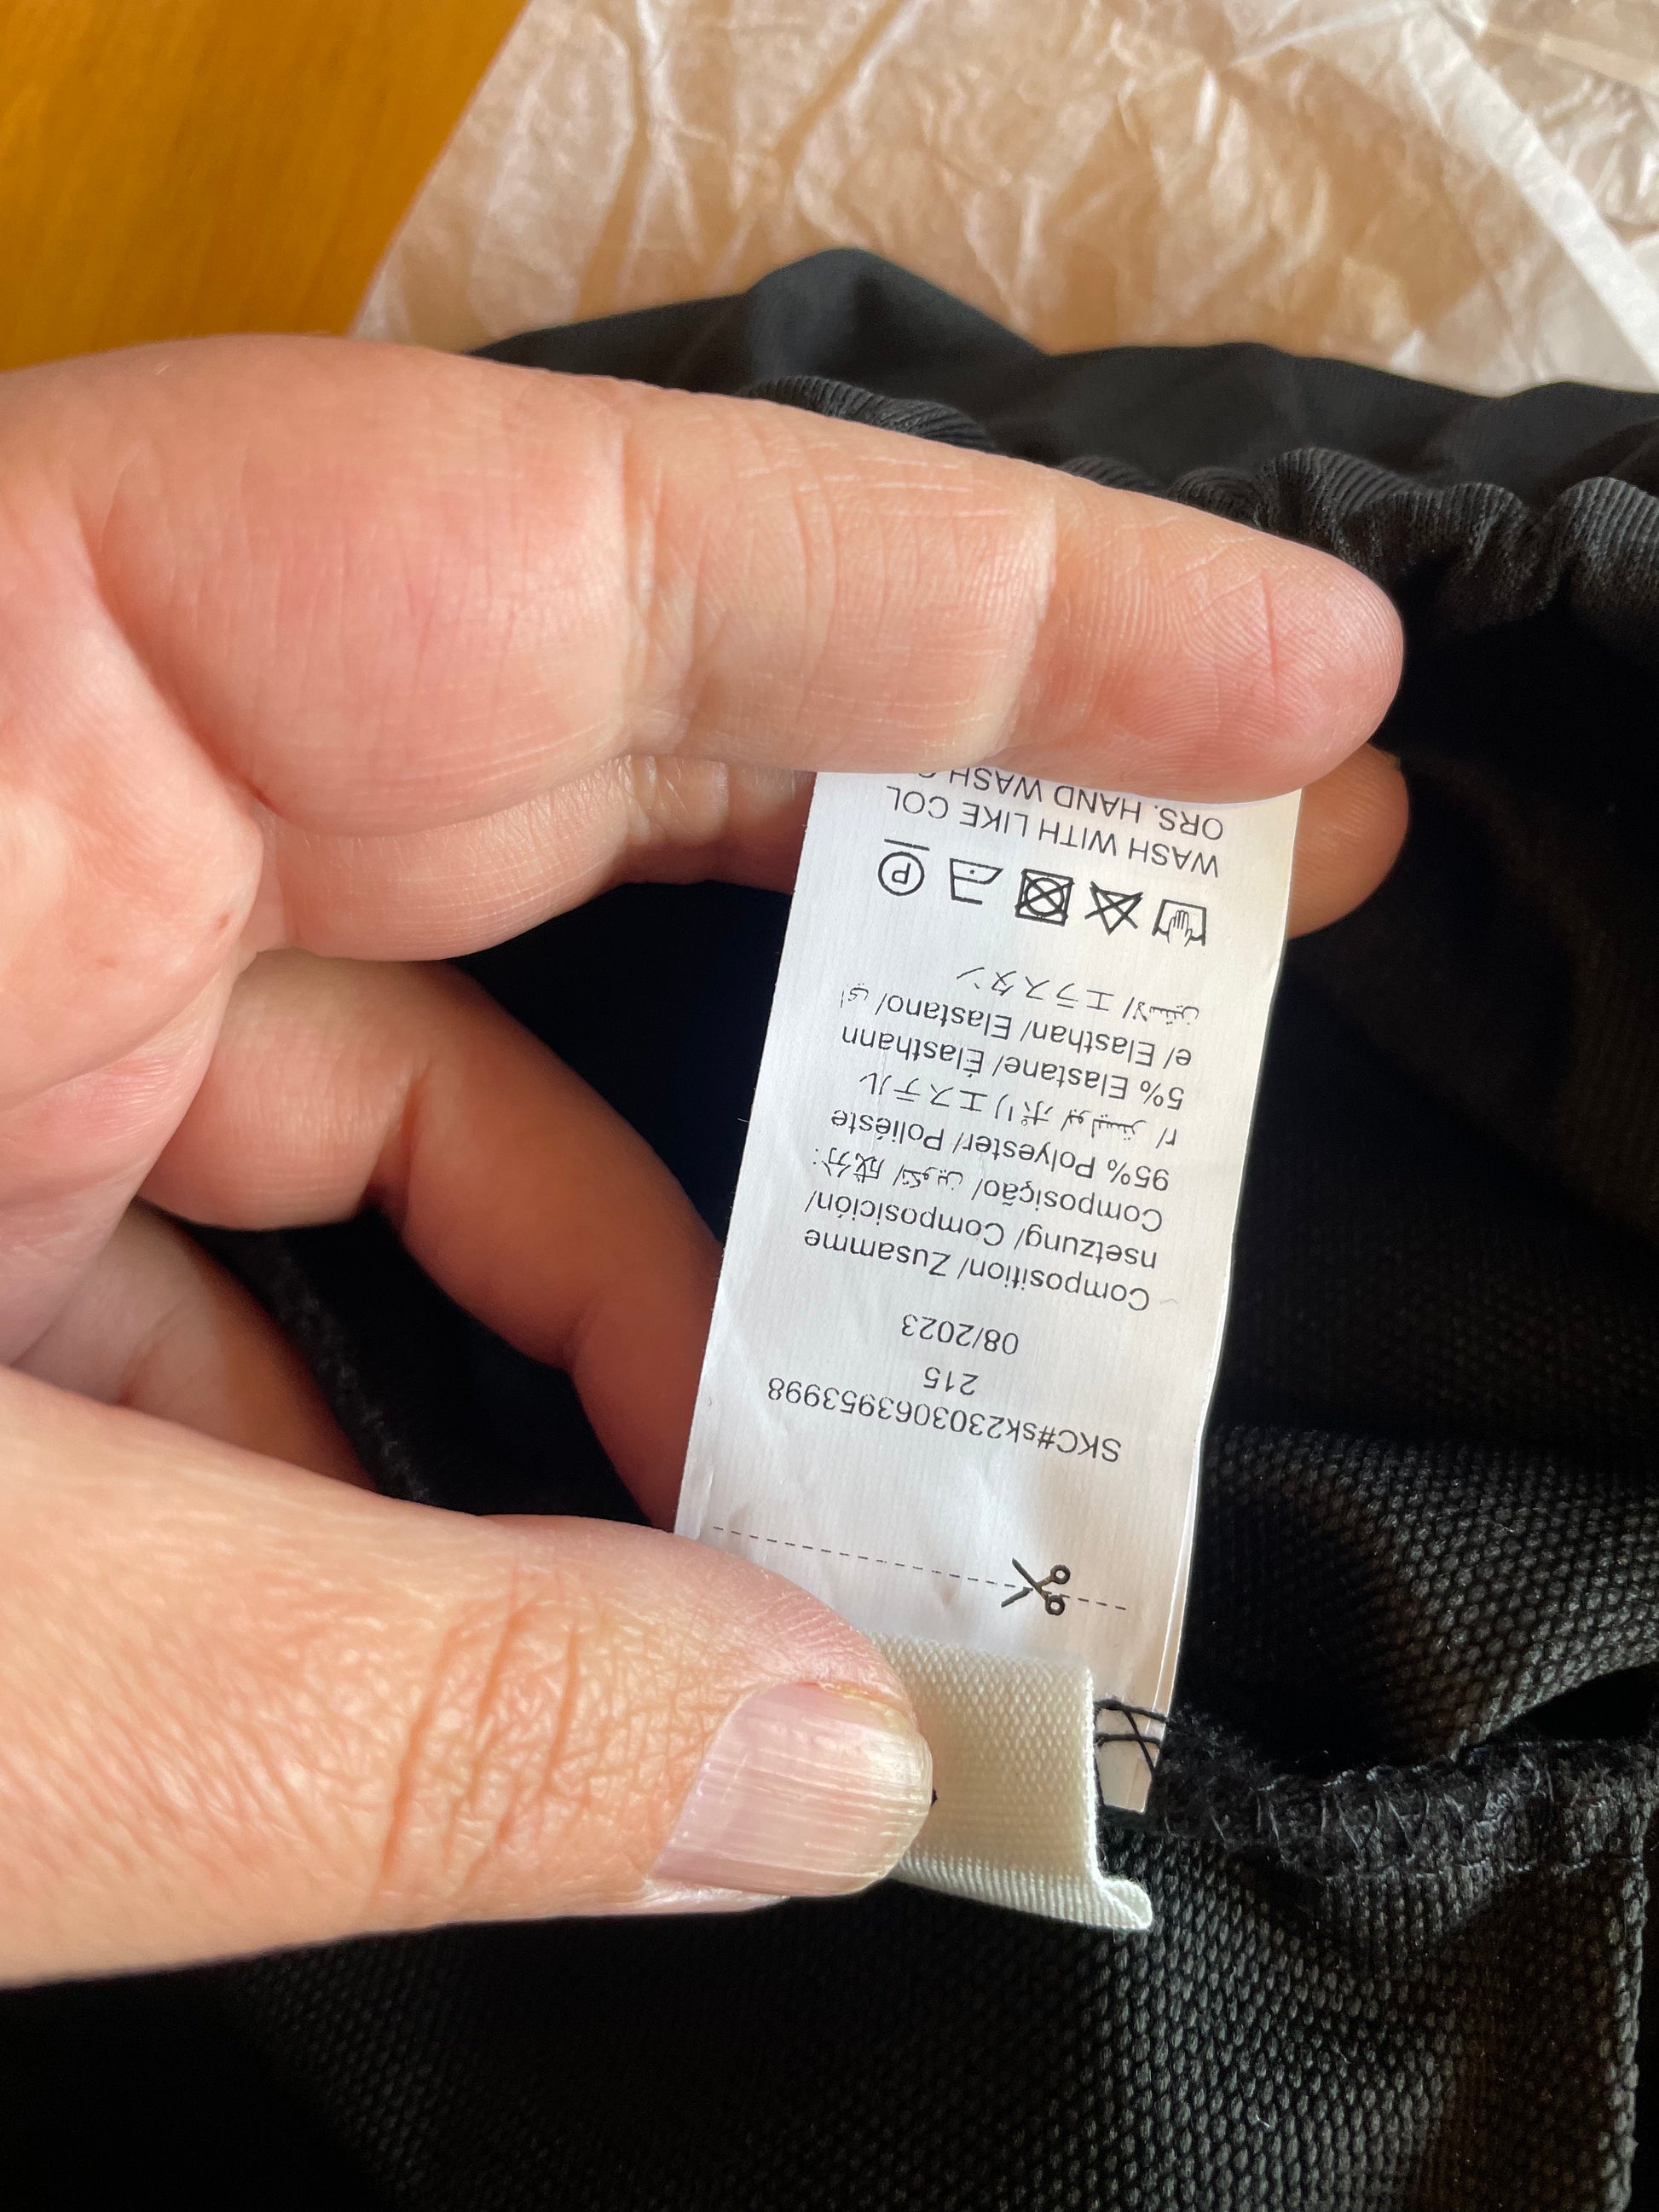 SKC#sk2303063953998
215
08/2023
Composition/ Zusamme
nsetzung/ Composición/
Composição/ تكوين/ 成分:
95% Polyester/ Poliéste
r/ بوليستر/ ポリエステル
5% Elastane/ Élasthann
e/ Elasthan/ Elastano/
エラスタン
P
WASH WITH LIKE COL
ORS. HAND WASH